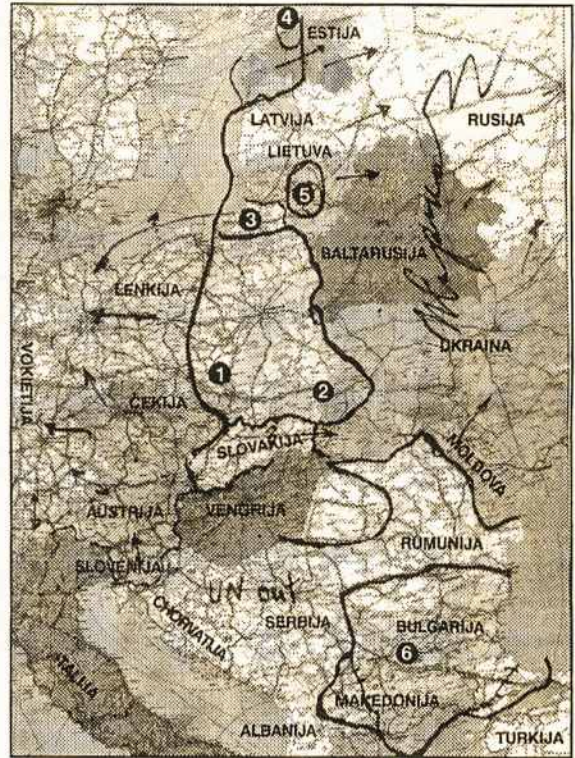 4
ESTIJA
LATVIJA
RUSIJA
LIETUVA
5
3
BALTARUSIJA
LENKIJA
UKRAINA
VOKIETIJA
1
2
ČEKIJA
SLOVAKIJA
MOLDOVA
AUSTRIJA
VENGRIJA
RUMUNIJA
SLOVENIJA
UN out
CHORVATIJA
SERBIJA
BULGARIJA
6
ITALIJA
MAKEDONIJA
ALBANIJA
TURKIJA